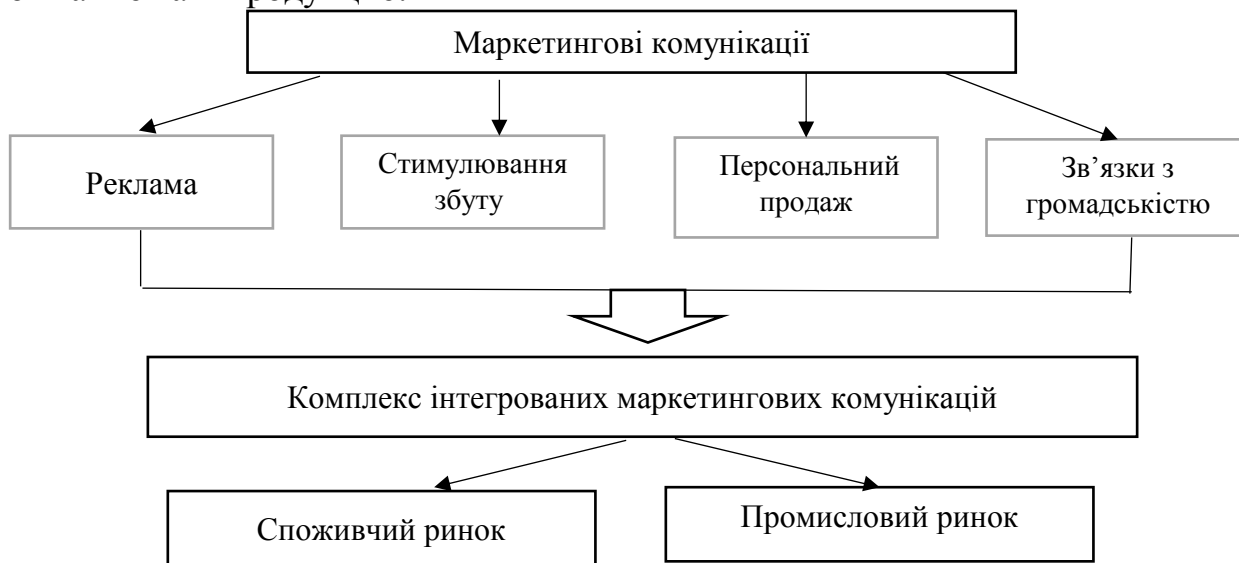 Маркетингові комунікації
Реклама
Стимулювання
збуту
Персональний
продаж
Зв’язки з
громадськістю
Комплекс інтегрованих маркетингових комунікацій
Споживчий ринок
Промисловий ринок